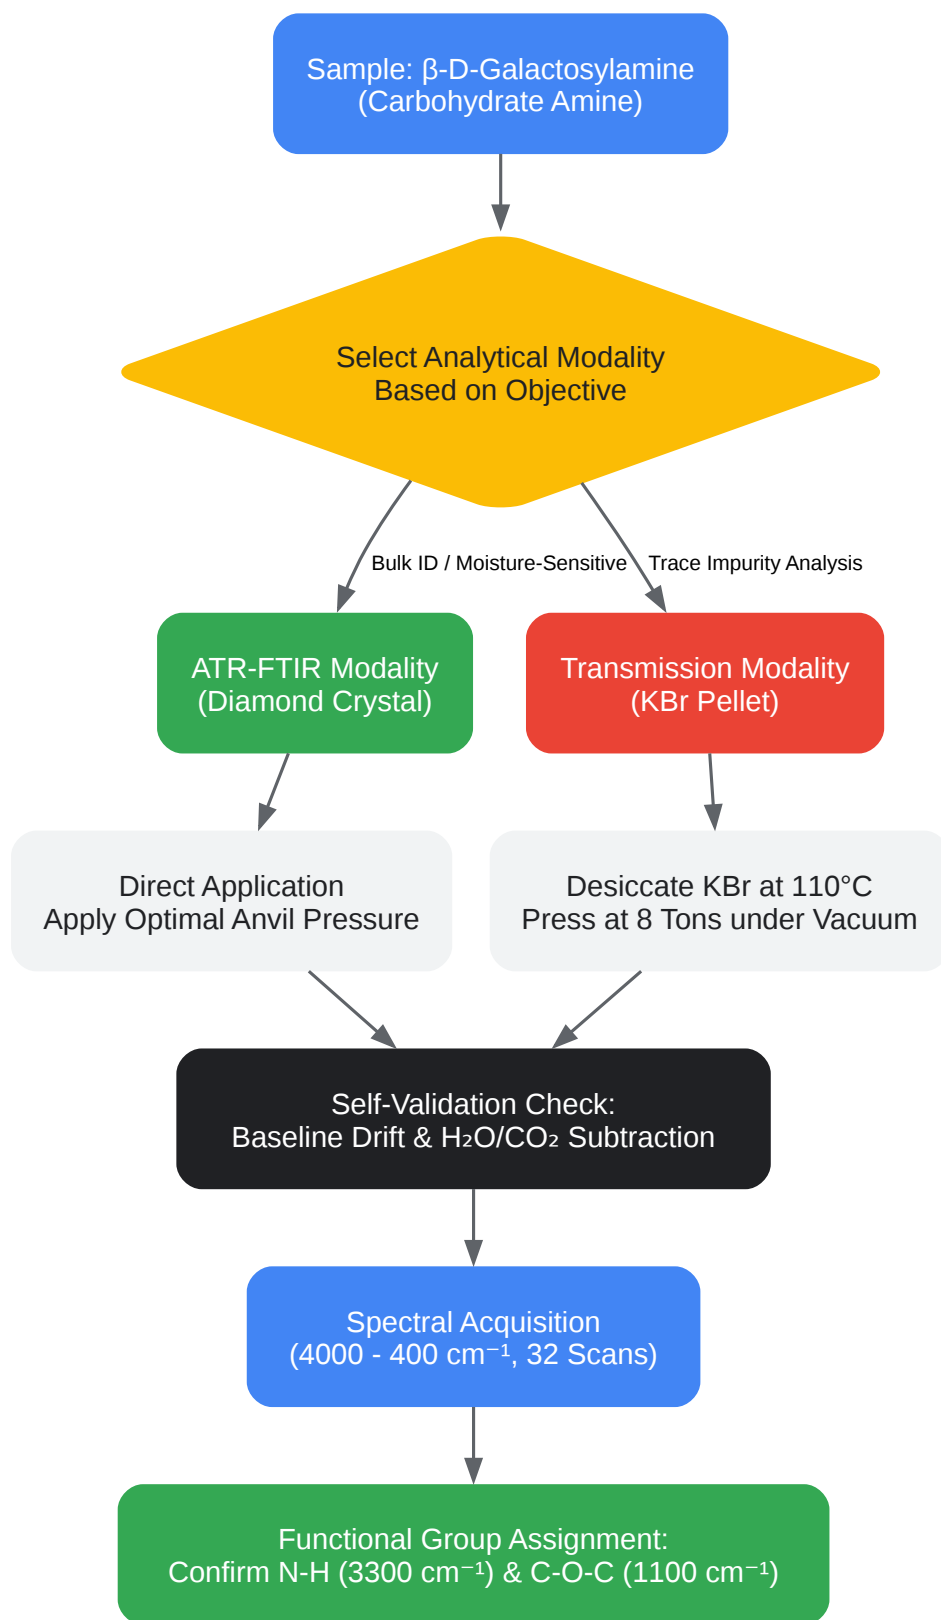 Sample: β-D-Galactosylamine
(Carbohydrate Amine)
Select Analytical Modality
Based on Objective
Bulk ID / Moisture-Sensitive
Trace Impurity Analysis
ATR-FTIR Modality
(Diamond Crystal)
Transmission Modality
(KBr Pellet)
Direct Application
Apply Optimal Anvil Pressure
Desiccate KBr at 110°C
Press at 8 Tons under Vacuum
Self-Validation Check:
Baseline Drift & H₂O/CO₂ Subtraction
Spectral Acquisition
(4000 - 400 cm⁻¹, 32 Scans)
Functional Group Assignment:
Confirm N-H (3300 cm⁻¹) & C-O-C (1100 cm⁻¹)